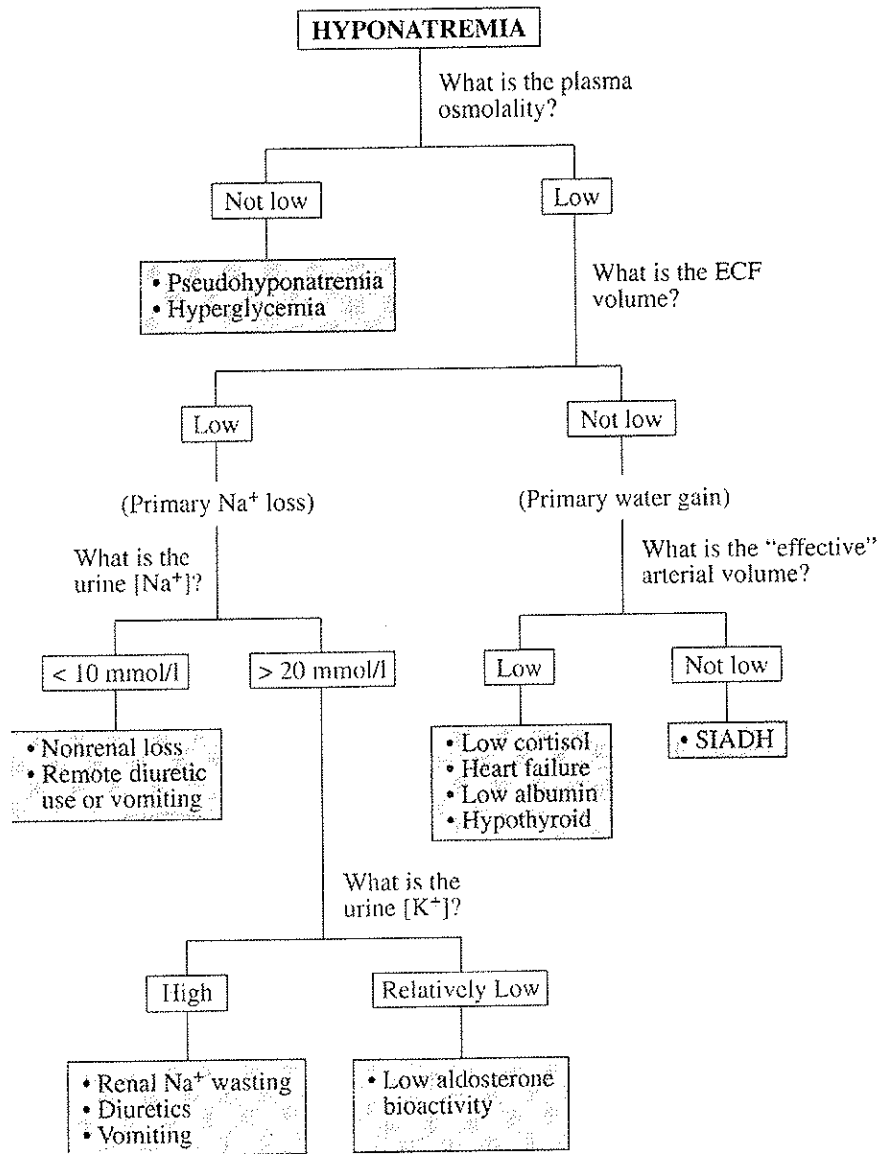 HYPONATREMIA
What is the plasma
osmolality?
Not low
Low
• Pseudohyponatremia
• Hyperglycemia
What is the ECF
volume?
Low
Not low
(Primary Na⁺ loss)
(Primary water gain)
What is the
urine [Na⁺]?
What is the “effective”
arterial volume?
< 10 mmol/l
> 20 mmol/l
Low
Not low
• Nonrenal loss
• Remote diuretic
use or vomiting
• Low cortisol
• Heart failure
• Low albumin
• Hypothyroid
• SIADH
What is the
urine [K⁺]?
High
Relatively Low
• Renal Na⁺ wasting
• Diuretics
• Vomiting
• Low aldosterone
bioactivity